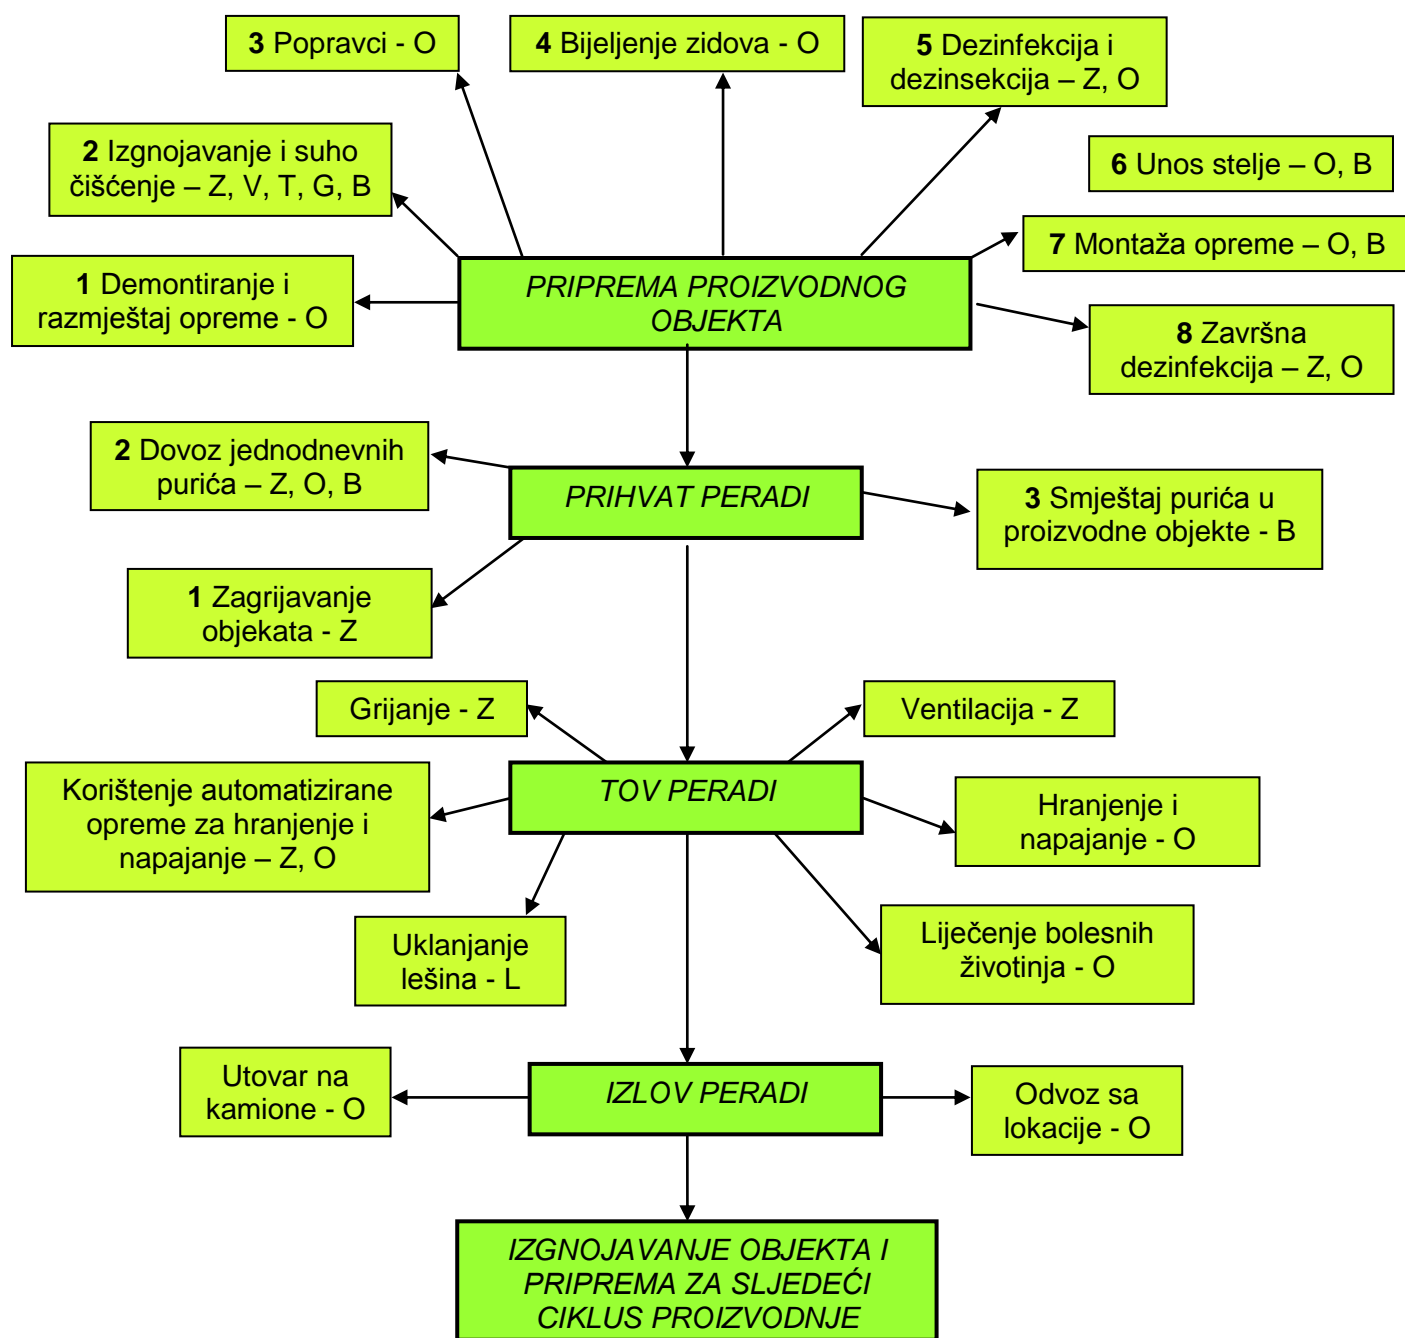 3 Popravci - O
4 Bijeljenje zidova - O
5 Dezinfekcija i
dezinsekcija – Z, O
2 Izgnojavanje i suho
čišćenje – Z, V, T, G, B
6 Unos stelje – O, B
7 Montaža opreme – O, B
1 Demontiranje i
razmještaj opreme - O
PRIPREMA PROIZVODNOG
OBJEKTA
8 Završna
dezinfekcija – Z, O
2 Dovoz jednodnevnih
purića – Z, O, B
PRIHVAT PERADI
3 Smještaj purića u
proizvodne objekte - B
1 Zagrijavanje
objekata - Z
Grijanje - Z
Ventilacija - Z
Korištenje automatizirane
opreme za hranjenje i
napajanje – Z, O
TOV PERADI
Hranjenje i
napajanje - O
Uklanjanje
lešina - L
Liječenje bolesnih
životinja - O
Utovar na
kamione - O
IZLOV PERADI
Odvoz sa
lokacije - O
IZGNOJAVANJE OBJEKTA I
PRIPREMA ZA SLJEDEĆI
CIKLUS PROIZVODNJE